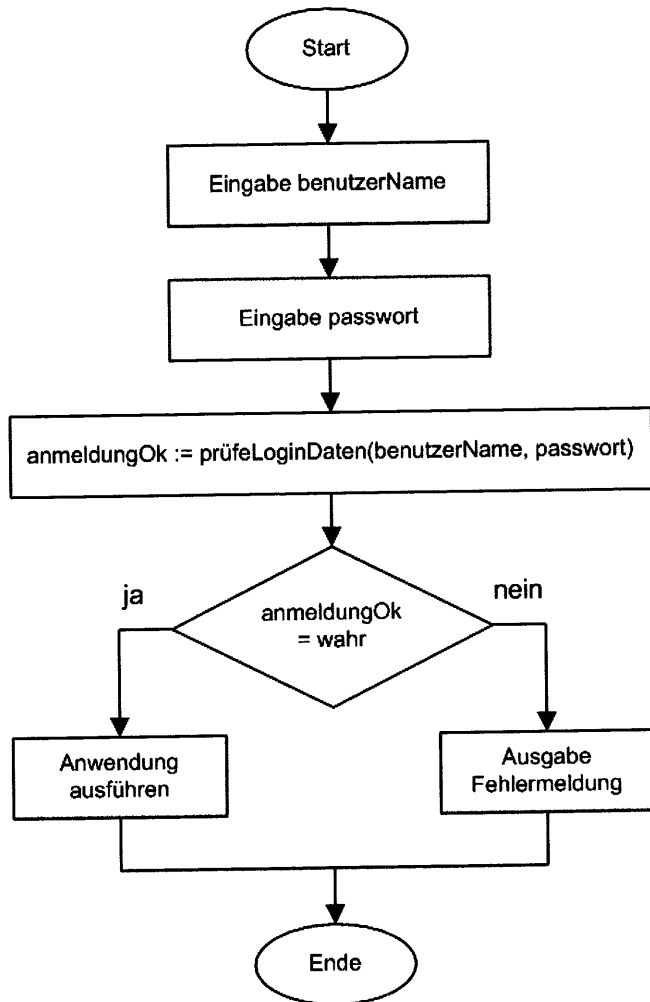 Start
Eingabe benutzerName
Eingabe passwort
anmeldungOk := prüfeLoginDaten(benutzerName, passwort)
ja
nein
anmeldungOk
= wahr
Anwendung
ausführen
Ausgabe
Fehlermeldung
Ende